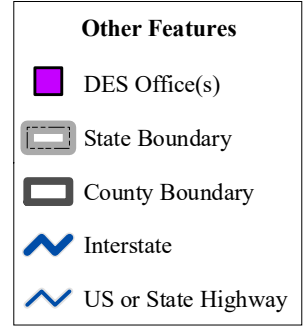 Other Features
DES Office(s)
State Boundary
County Boundary
Interstate
US or State Highway